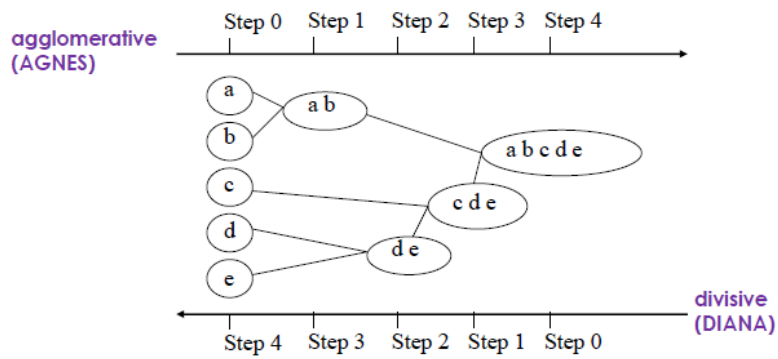 Step 0 Step 1 Step 2 Step 3 Step 4
agglomerative
(AGNES)
a
a b
b
a b c d e
c
c d e
d
d e
e
divisive
(DIANA)
Step 4 Step 3 Step 2 Step 1 Step 0